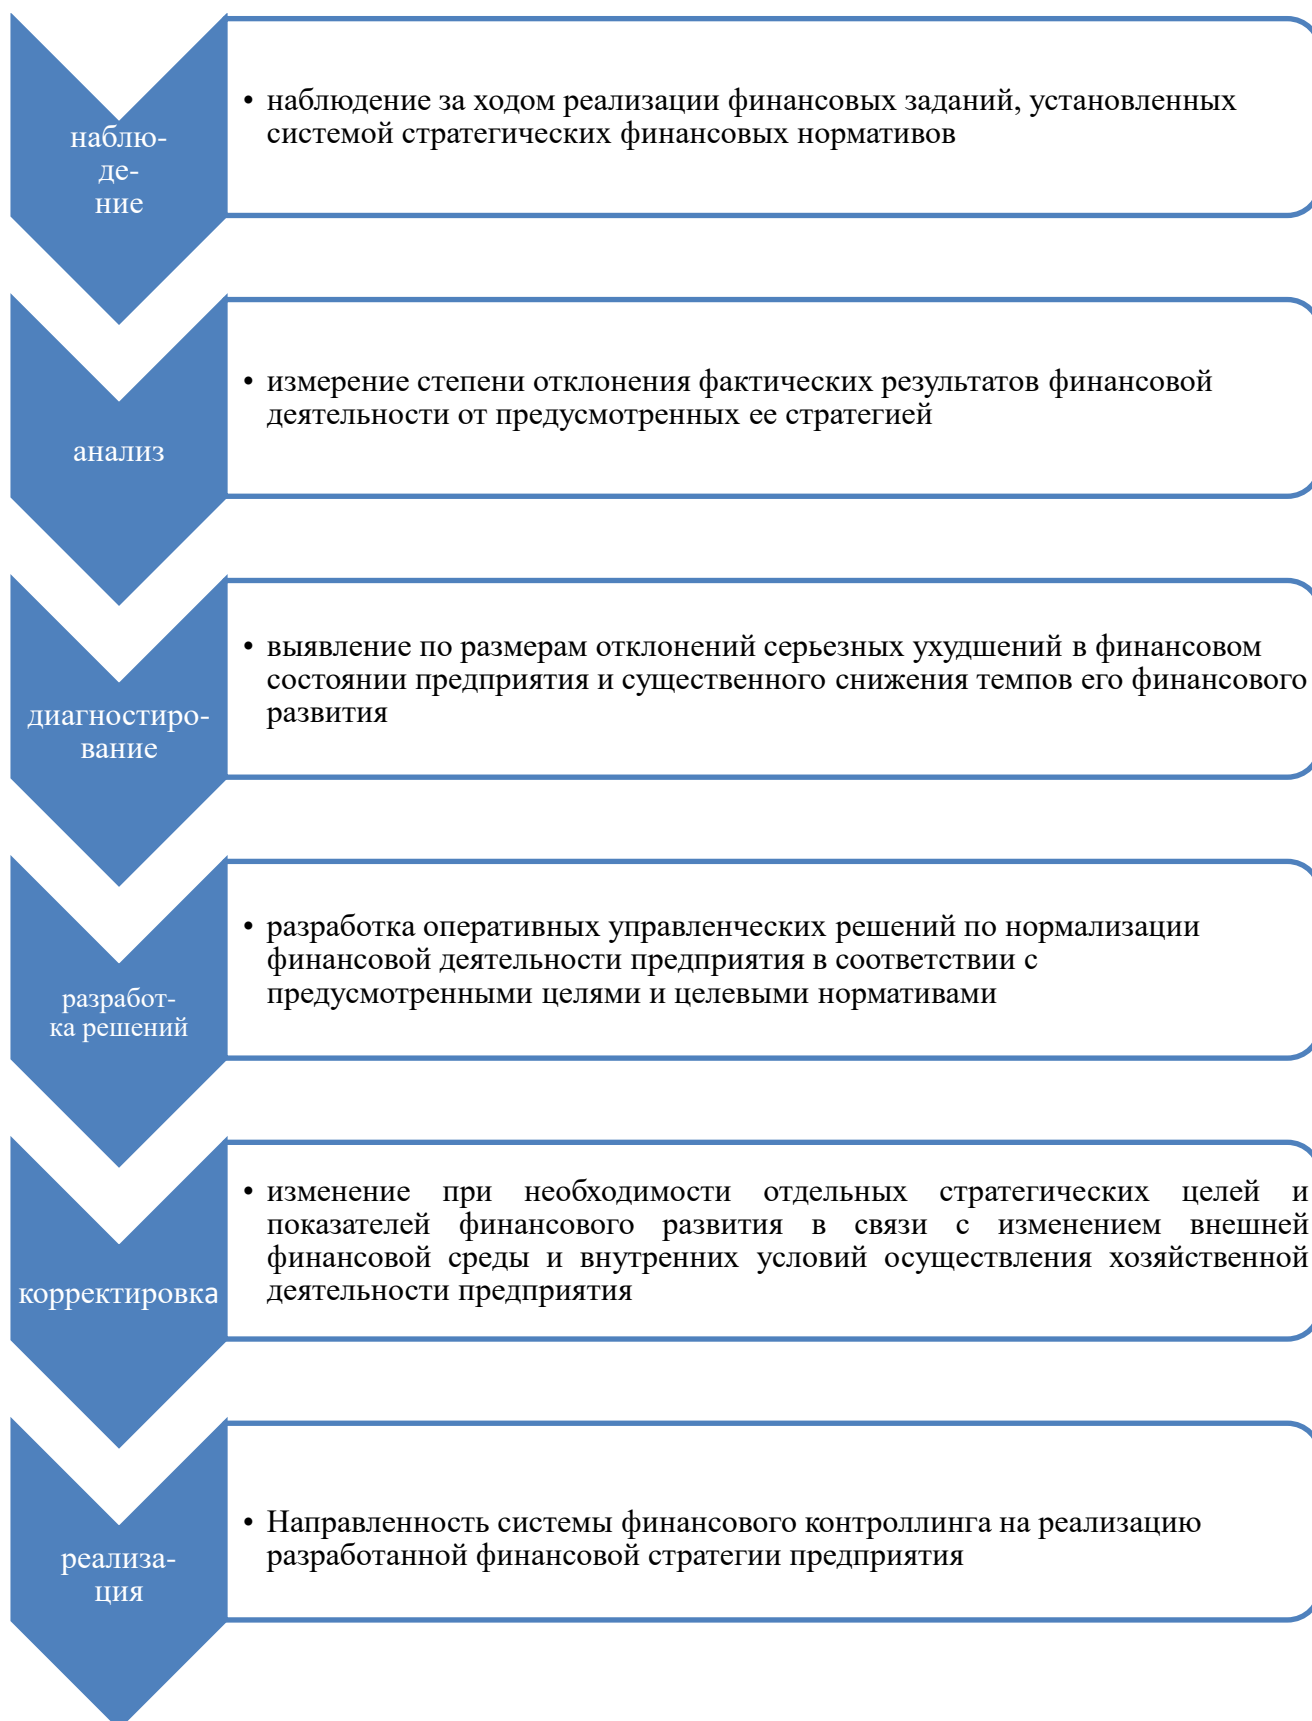 наблю-
де-
ние
• наблюдение за ходом реализации финансовых заданий, установленных
системой стратегических финансовых нормативов
анализ
• измерение степени отклонения фактических результатов финансовой
деятельности от предусмотренных ее стратегией
диагностиро-
вание
• выявление по размерам отклонений серьезных ухудшений в финансовом
состоянии предприятия и существенного снижения темпов его финансового
развития
разработ-
ка решений
• разработка оперативных управленческих решений по нормализации
финансовой деятельности предприятия в соответствии с
предусмотренными целями и целевыми нормативами
корректировка
• изменение при необходимости отдельных стратегических целей и
показателей финансового развития в связи с изменением внешней
финансовой среды и внутренних условий осуществления хозяйственной
деятельности предприятия
реализа-
ция
• Направленность системы финансового контроллинга на реализацию
разработанной финансовой стратегии предприятия